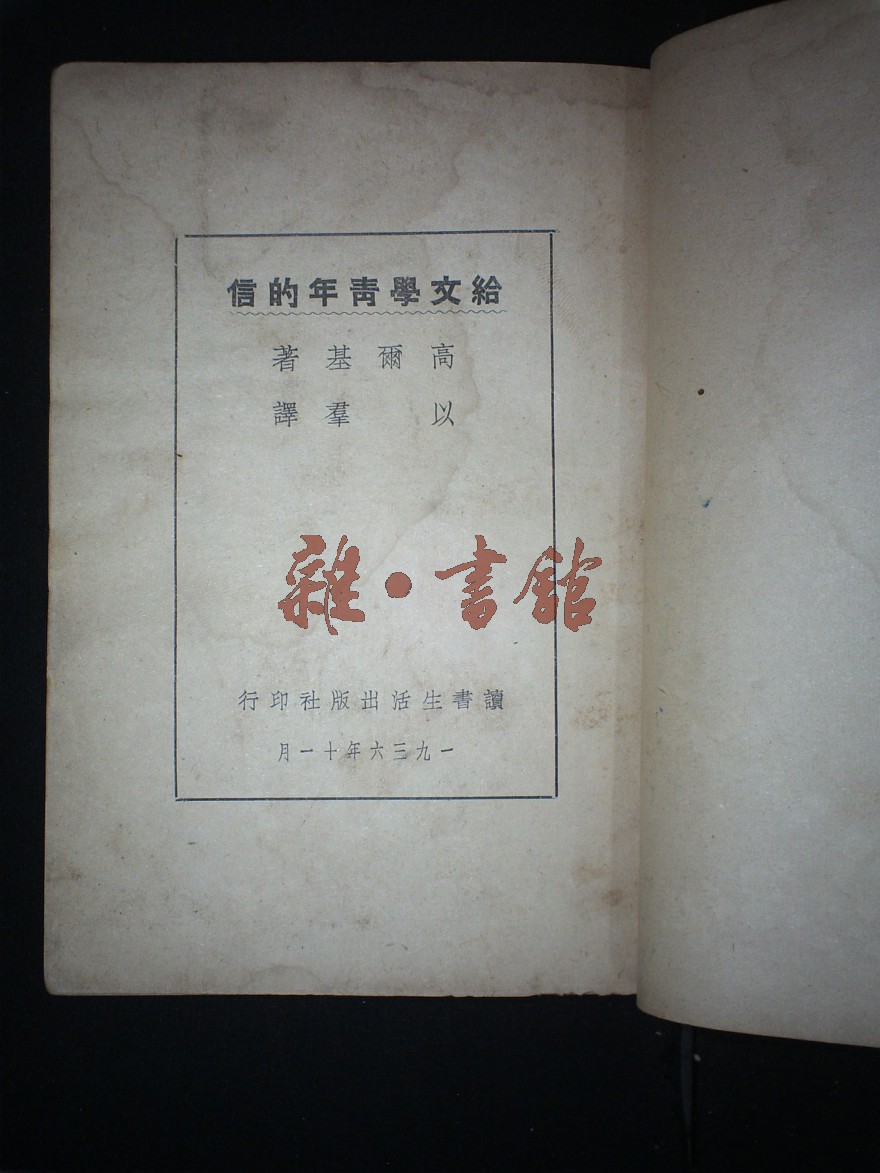 給文學靑年的信
高爾基著
以羣譯
雜・書館
讀書生活出版社印行
一九三六年十一月